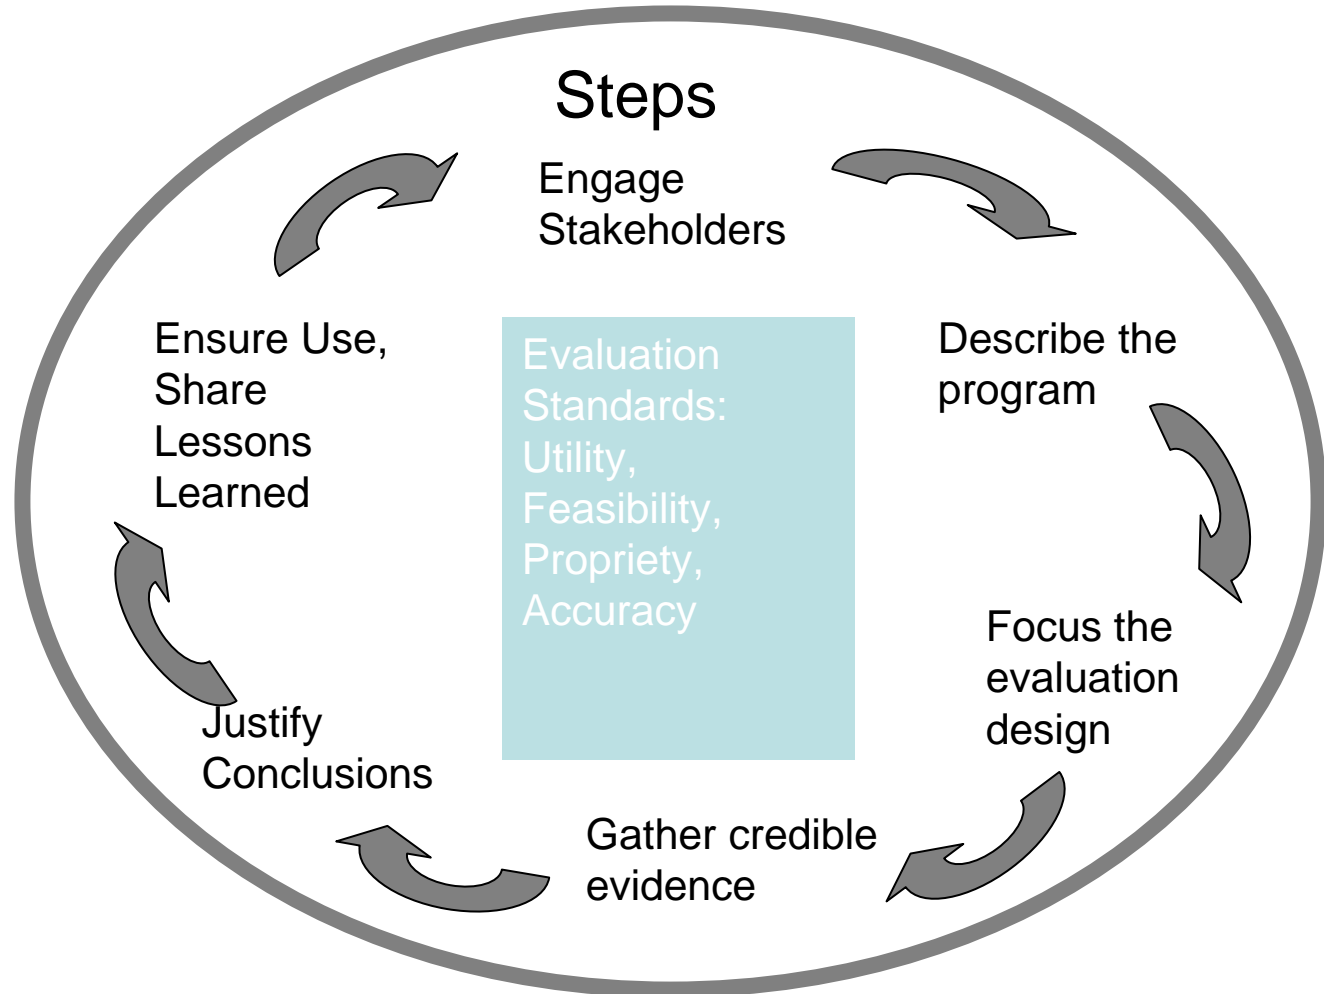 Steps
Engage
Stakeholders
Describe the
program
Focus the
evaluation
design
Gather credible
evidence
Justify
Conclusions
Ensure Use,
Share
Lessons
Learned
Evaluation
Standards:
Utility,
Feasibility,
Propriety,
Accuracy